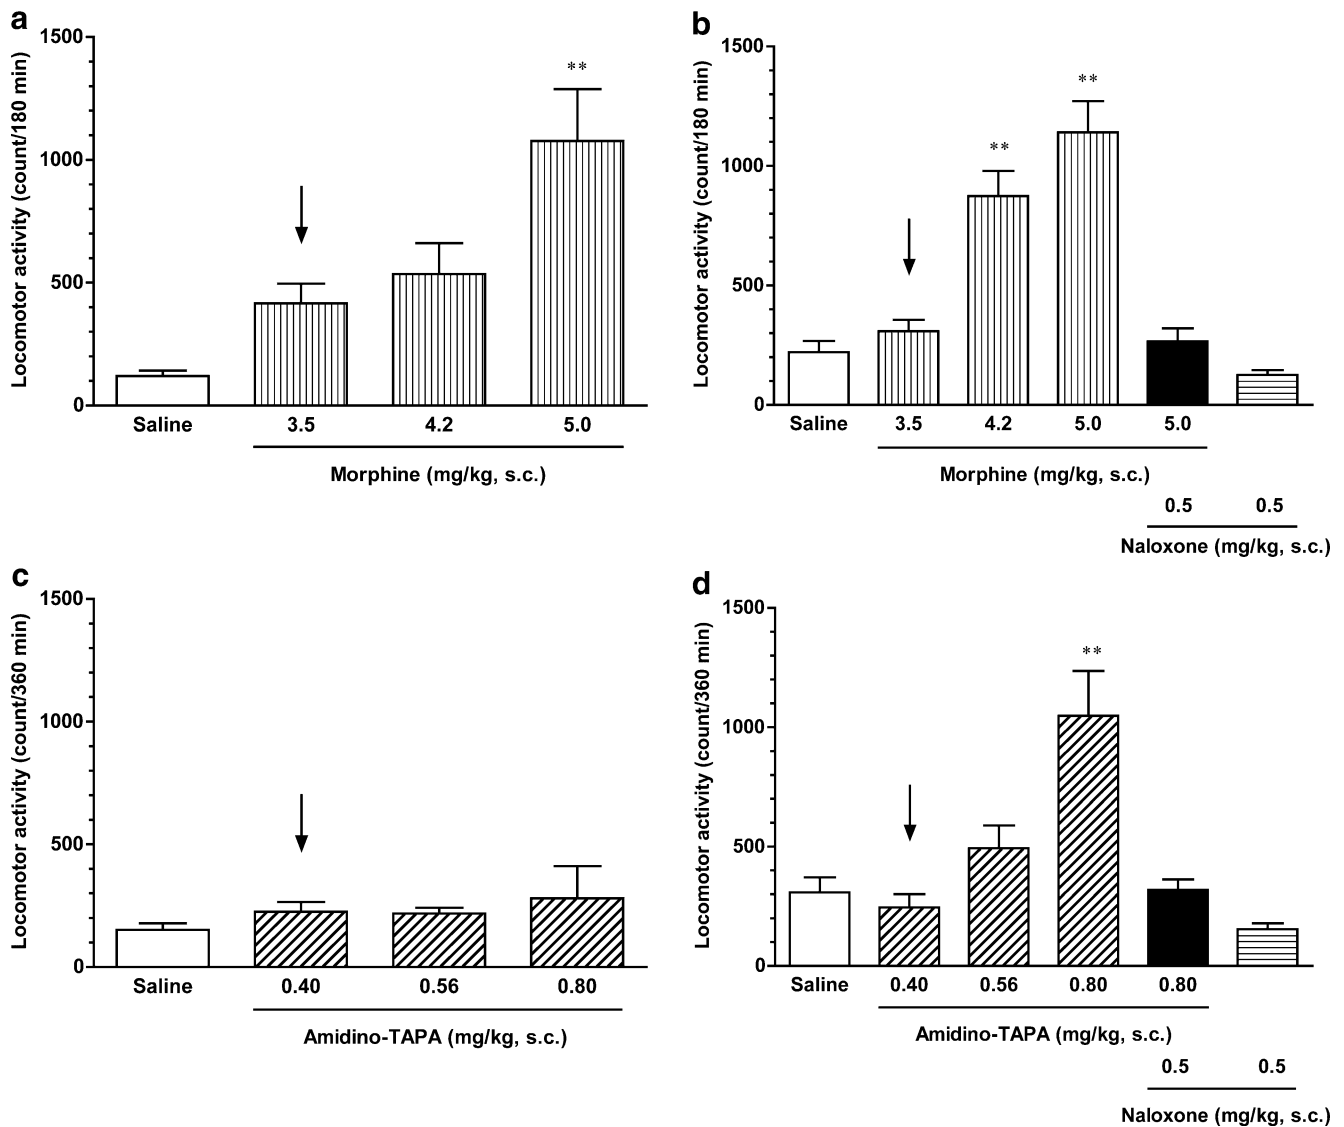 a
Locomotor activity (count/180 min)
1500
1000
500
0
**
Saline
3.5
4.2
5.0
Morphine (mg/kg, s.c.)
b
Locomotor activity (count/180 min)
1500
1000
500
0
**
**
Saline
3.5
4.2
5.0
5.0
Morphine (mg/kg, s.c.)
0.5
0.5
Naloxone (mg/kg, s.c.)
c
Locomotor activity (count/360 min)
1500
1000
500
0
Saline
0.40
0.56
0.80
Amidino-TAPA (mg/kg, s.c.)
d
Locomotor activity (count/360 min)
1500
1000
500
0
**
Saline
0.40
0.56
0.80
0.80
Amidino-TAPA (mg/kg, s.c.)
0.5
0.5
Naloxone (mg/kg, s.c.)